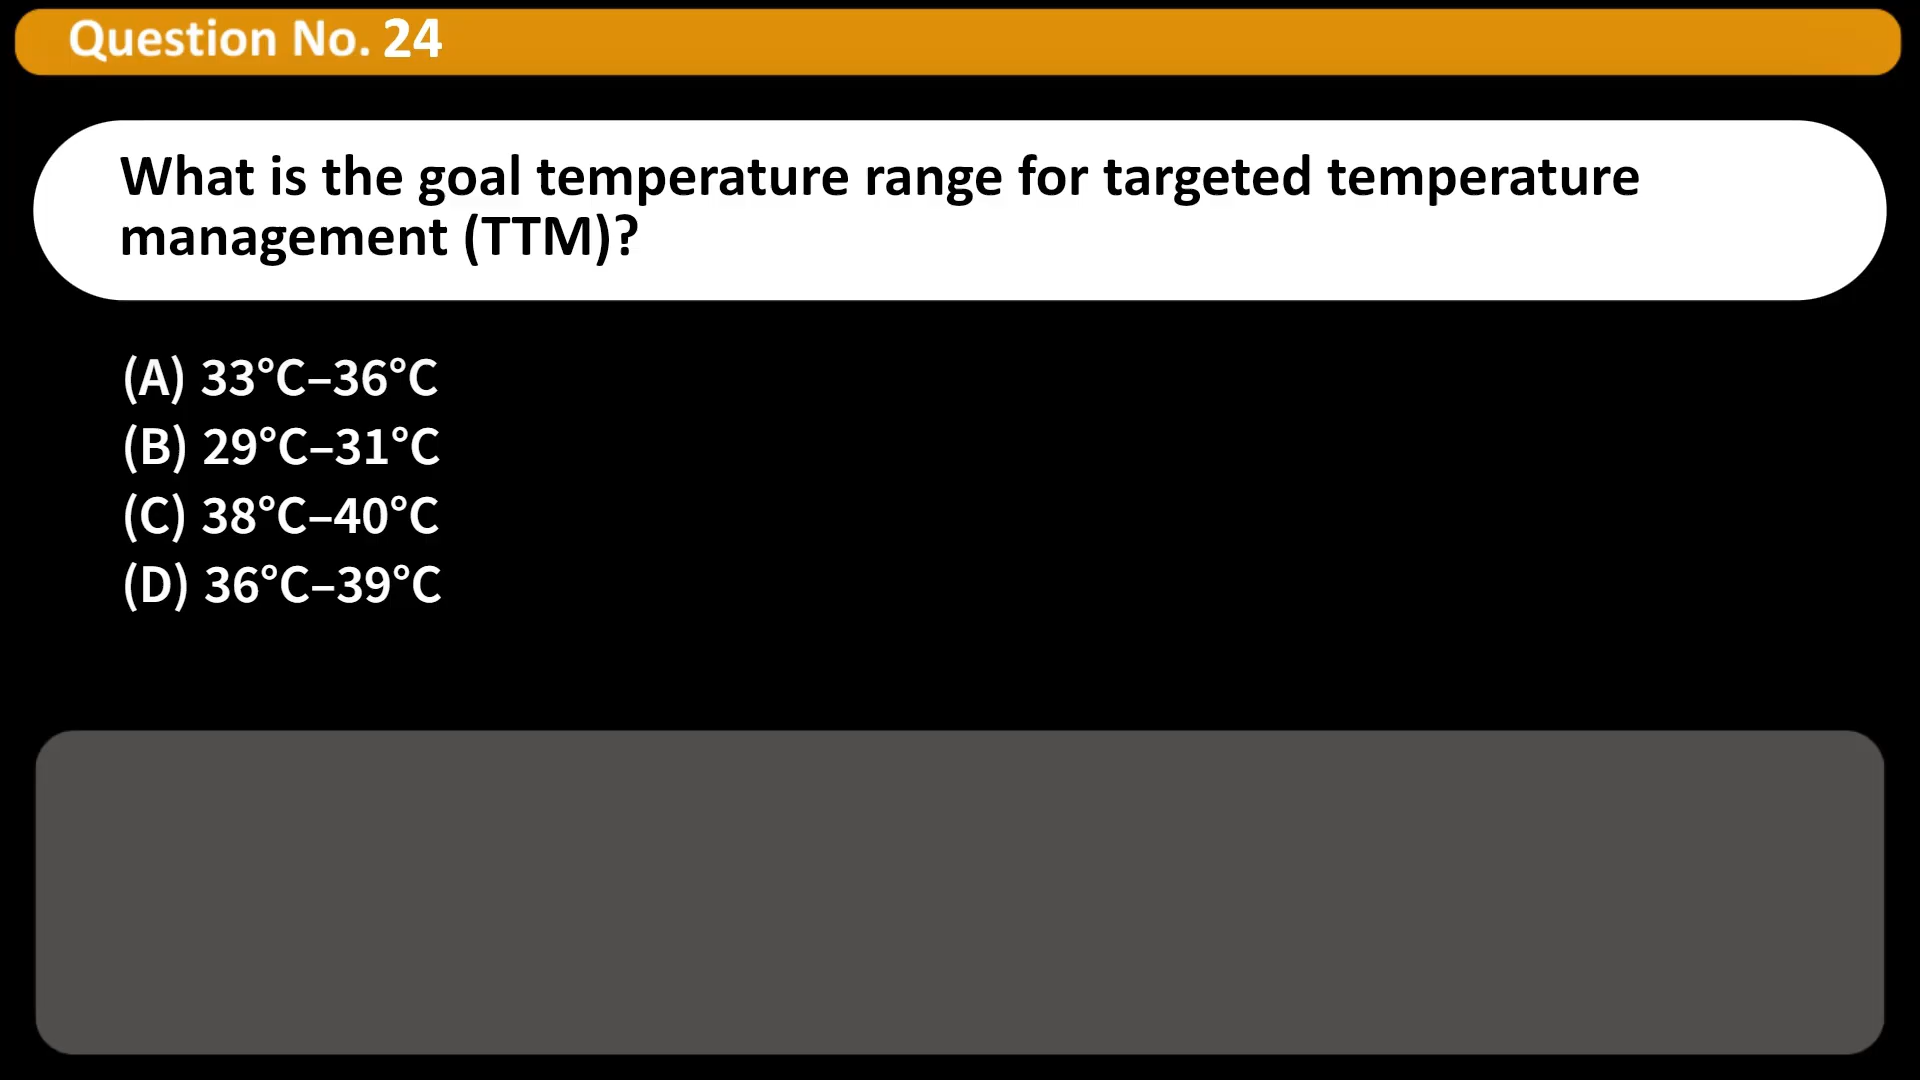 Question No. 24
What is the goal temperature range for targeted temperature
management (TTM)?
(A) 33°C–36°C
(B) 29°C–31°C
(C) 38°C–40°C
(D) 36°C–39°C